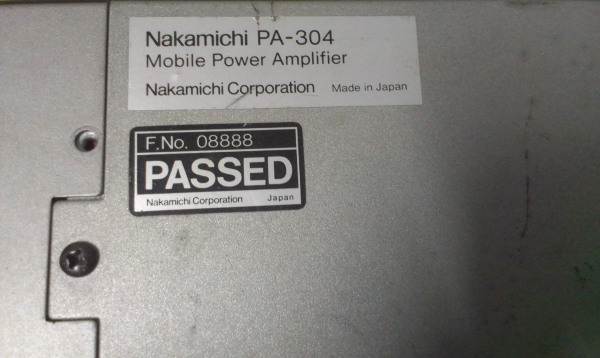 Nakamichi PA-304
Mobile Power Amplifier
Nakamichi Corporation Made in Japan
F.No. 08888
PASSED
Nakamichi Corporation Japan